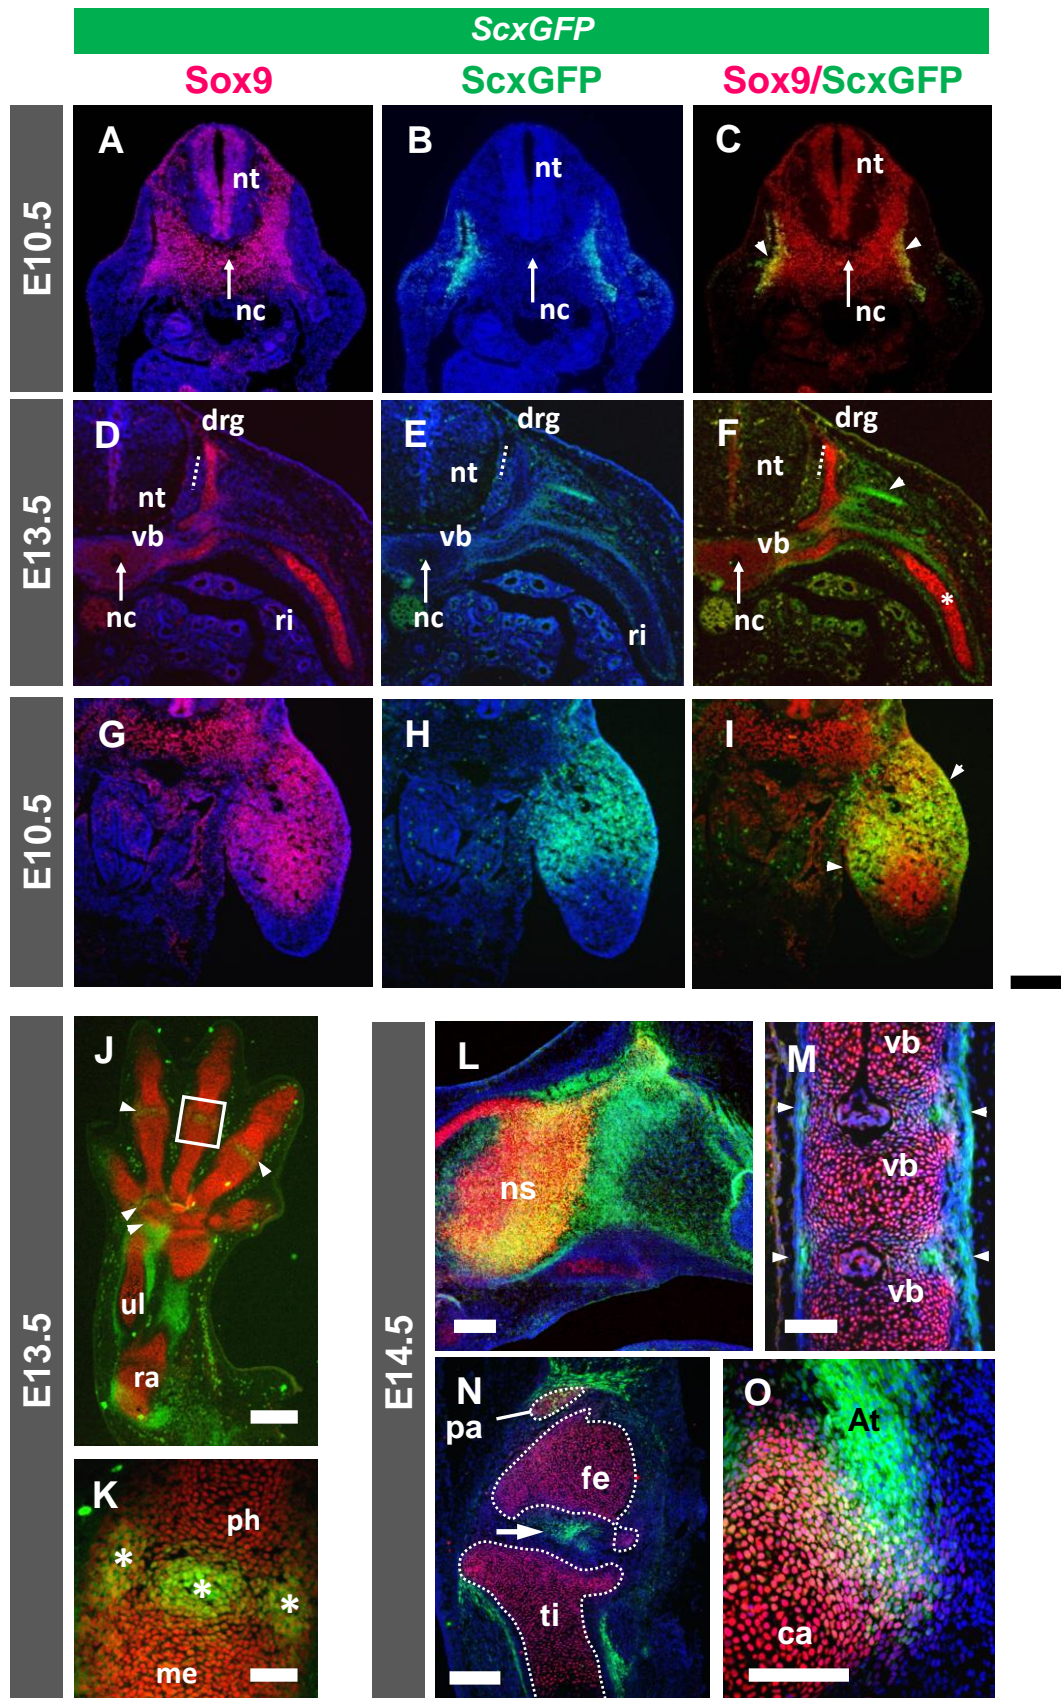 ScxGFP
Sox9 ScxGFP Sox9/ScxGFP
E10.5
A nt nc
B nt nc
C nt nc
E13.5
D drg nt vb nc ri
E drg nt vb nc ri
F drg nt vb nc *
E10.5
G
H
I
E13.5
J ul ra
K ph * * * me
E14.5
L ns
M vb vb vb
N pa fe ti
O At ca